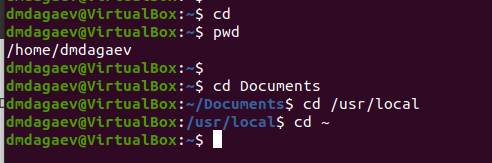 dmdagaev@VirtualBox:~$ cd
dmdagaev@VirtualBox:~$ pwd
/home/dmdagaev
dmdagaev@VirtualBox:~$
dmdagaev@VirtualBox:~$ cd Documents
dmdagaev@VirtualBox:~/Documents$ cd /usr/local
dmdagaev@VirtualBox:/usr/local$ cd ~
dmdagaev@VirtualBox:~$